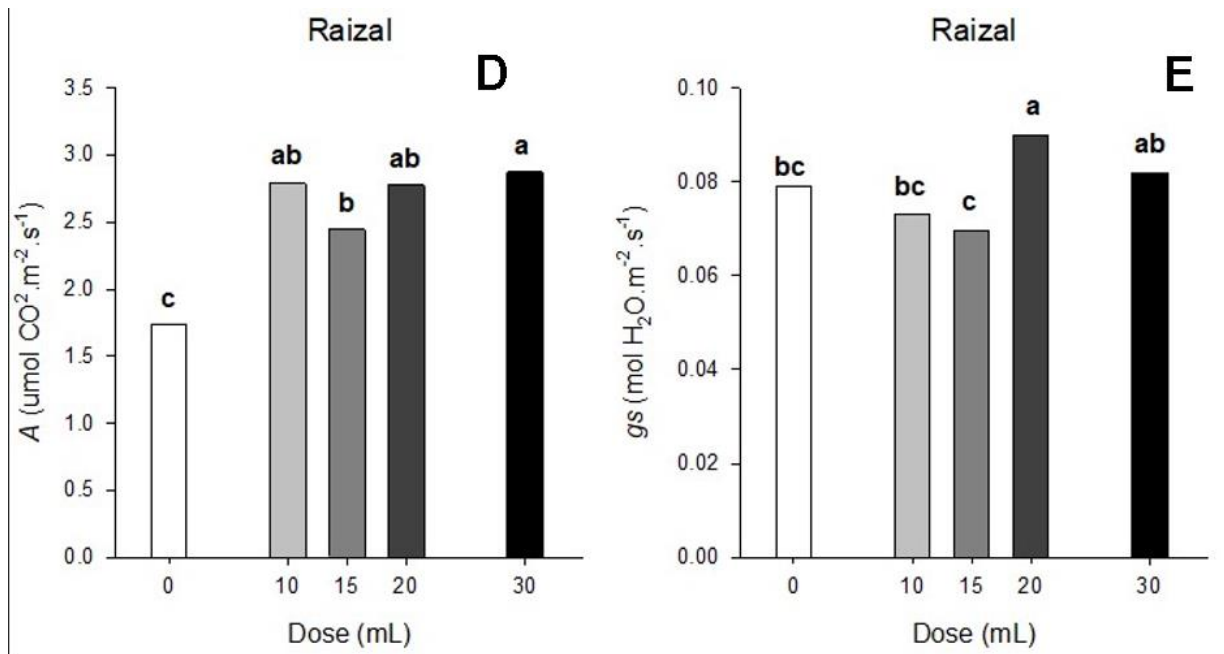 Raizal
D
3.5
3.0
2.5
2.0
1.5
1.0
0.5
0.0
A (umol CO².m⁻².s⁻¹)
c
ab
b
ab
a
0 10 15 20 30
Dose (mL)
Raizal
E
0.10
0.08
0.06
0.04
0.02
0.00
gs (mol H₂O.m⁻².s⁻¹)
bc
bc
c
a
ab
0 10 15 20 30
Dose (mL)